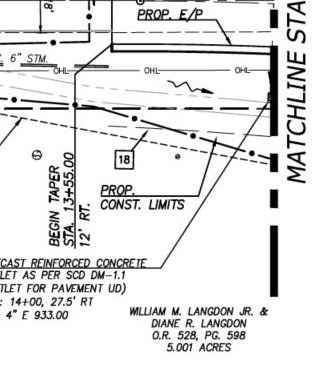 PROP. E/P
8'
6" STM.
OHL OHL OHL
MATCHLINE STA
18
BEGIN TAPER
STA. 13+55.00
12' RT.
PROP.
CONST. LIMITS
CAST REINFORCED CONCRETE
LET AS PER SCD DM-1.1
TLET FOR PAVEMENT UD)
: 14+00, 27.5' RT
4" E 933.00
WILLIAM M. LANGDON JR. &
DIANE R. LANGDON
O.R. 528, PG. 598
5.001 ACRES